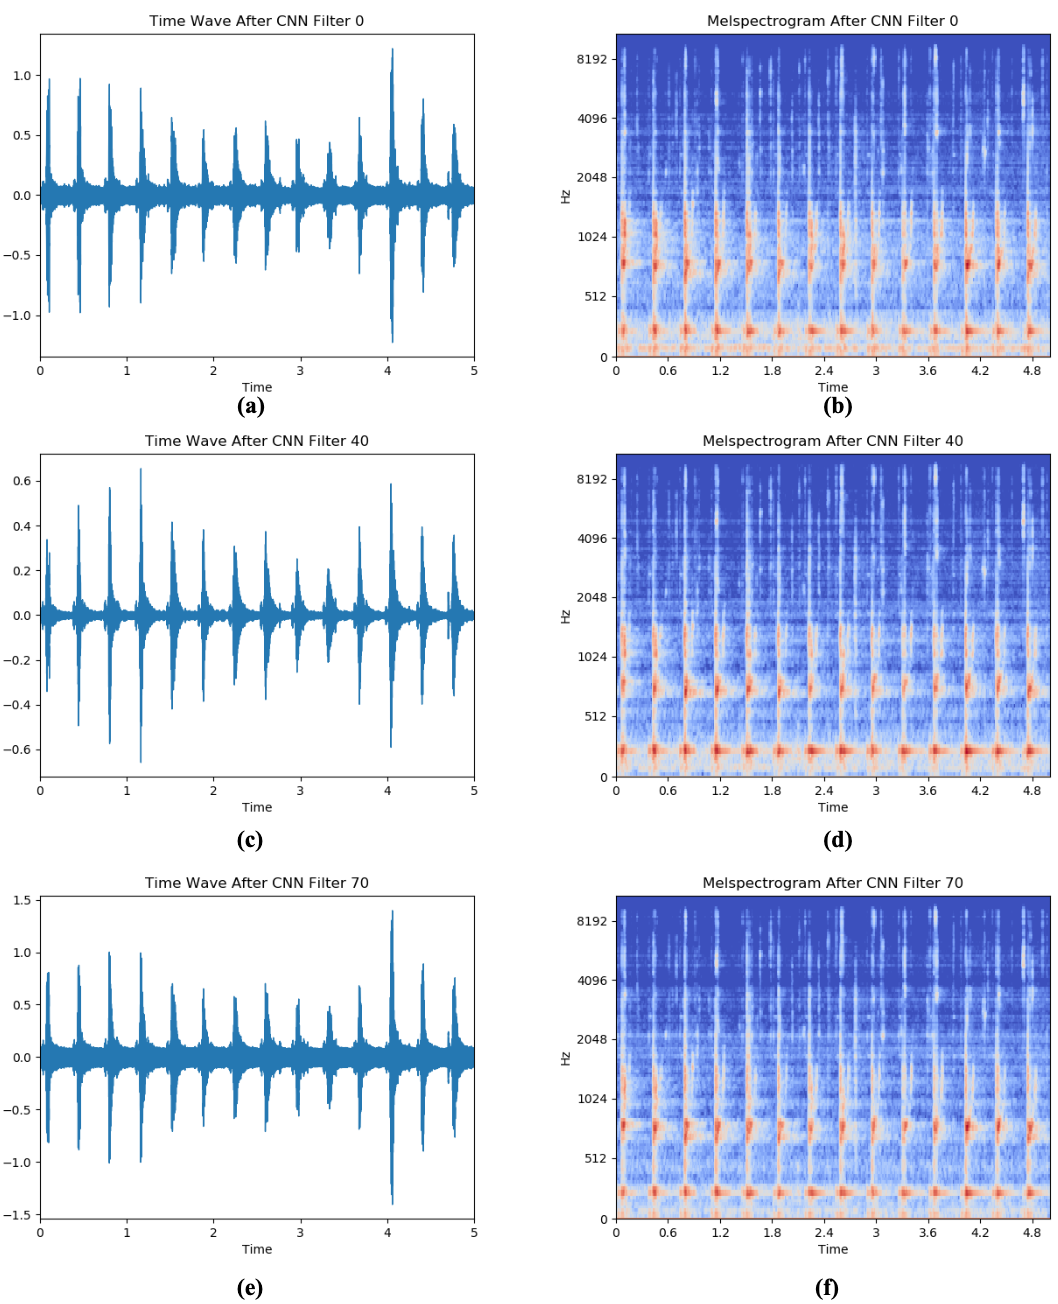 Time Wave After CNN Filter 0
1.0
0.5
0.0
−0.5
−1.0
0 1 2 3 4 5
Time
(a)
Melspectrogram After CNN Filter 0
8192
4096
2048
1024
512
0
Hz
0 0.6 1.2 1.8 2.4 3 3.6 4.2 4.8
Time
(b)
Time Wave After CNN Filter 40
0.6
0.4
0.2
0.0
−0.2
−0.4
−0.6
0 1 2 3 4 5
Time
(c)
Melspectrogram After CNN Filter 40
8192
4096
2048
1024
512
0
Hz
0 0.6 1.2 1.8 2.4 3 3.6 4.2 4.8
Time
(d)
Time Wave After CNN Filter 70
1.5
1.0
0.5
0.0
−0.5
−1.0
−1.5
0 1 2 3 4 5
Time
(e)
Melspectrogram After CNN Filter 70
8192
4096
2048
1024
512
0
Hz
0 0.6 1.2 1.8 2.4 3 3.6 4.2 4.8
Time
(f)